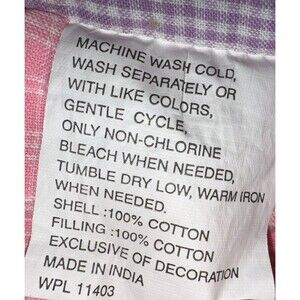 MACHINE WASH COLD,
WASH SEPARATELY OR
WITH LIKE COLORS,
GENTLE CYCLE,
ONLY NON-CHLORINE
BLEACH WHEN NEEDED,
TUMBLE DRY LOW, WARM IRON
WHEN NEEDED.
SHELL :100% COTTON
FILLING :100% COTTON
EXCLUSIVE OF DECORATION
MADE IN INDIA
WPL 11403